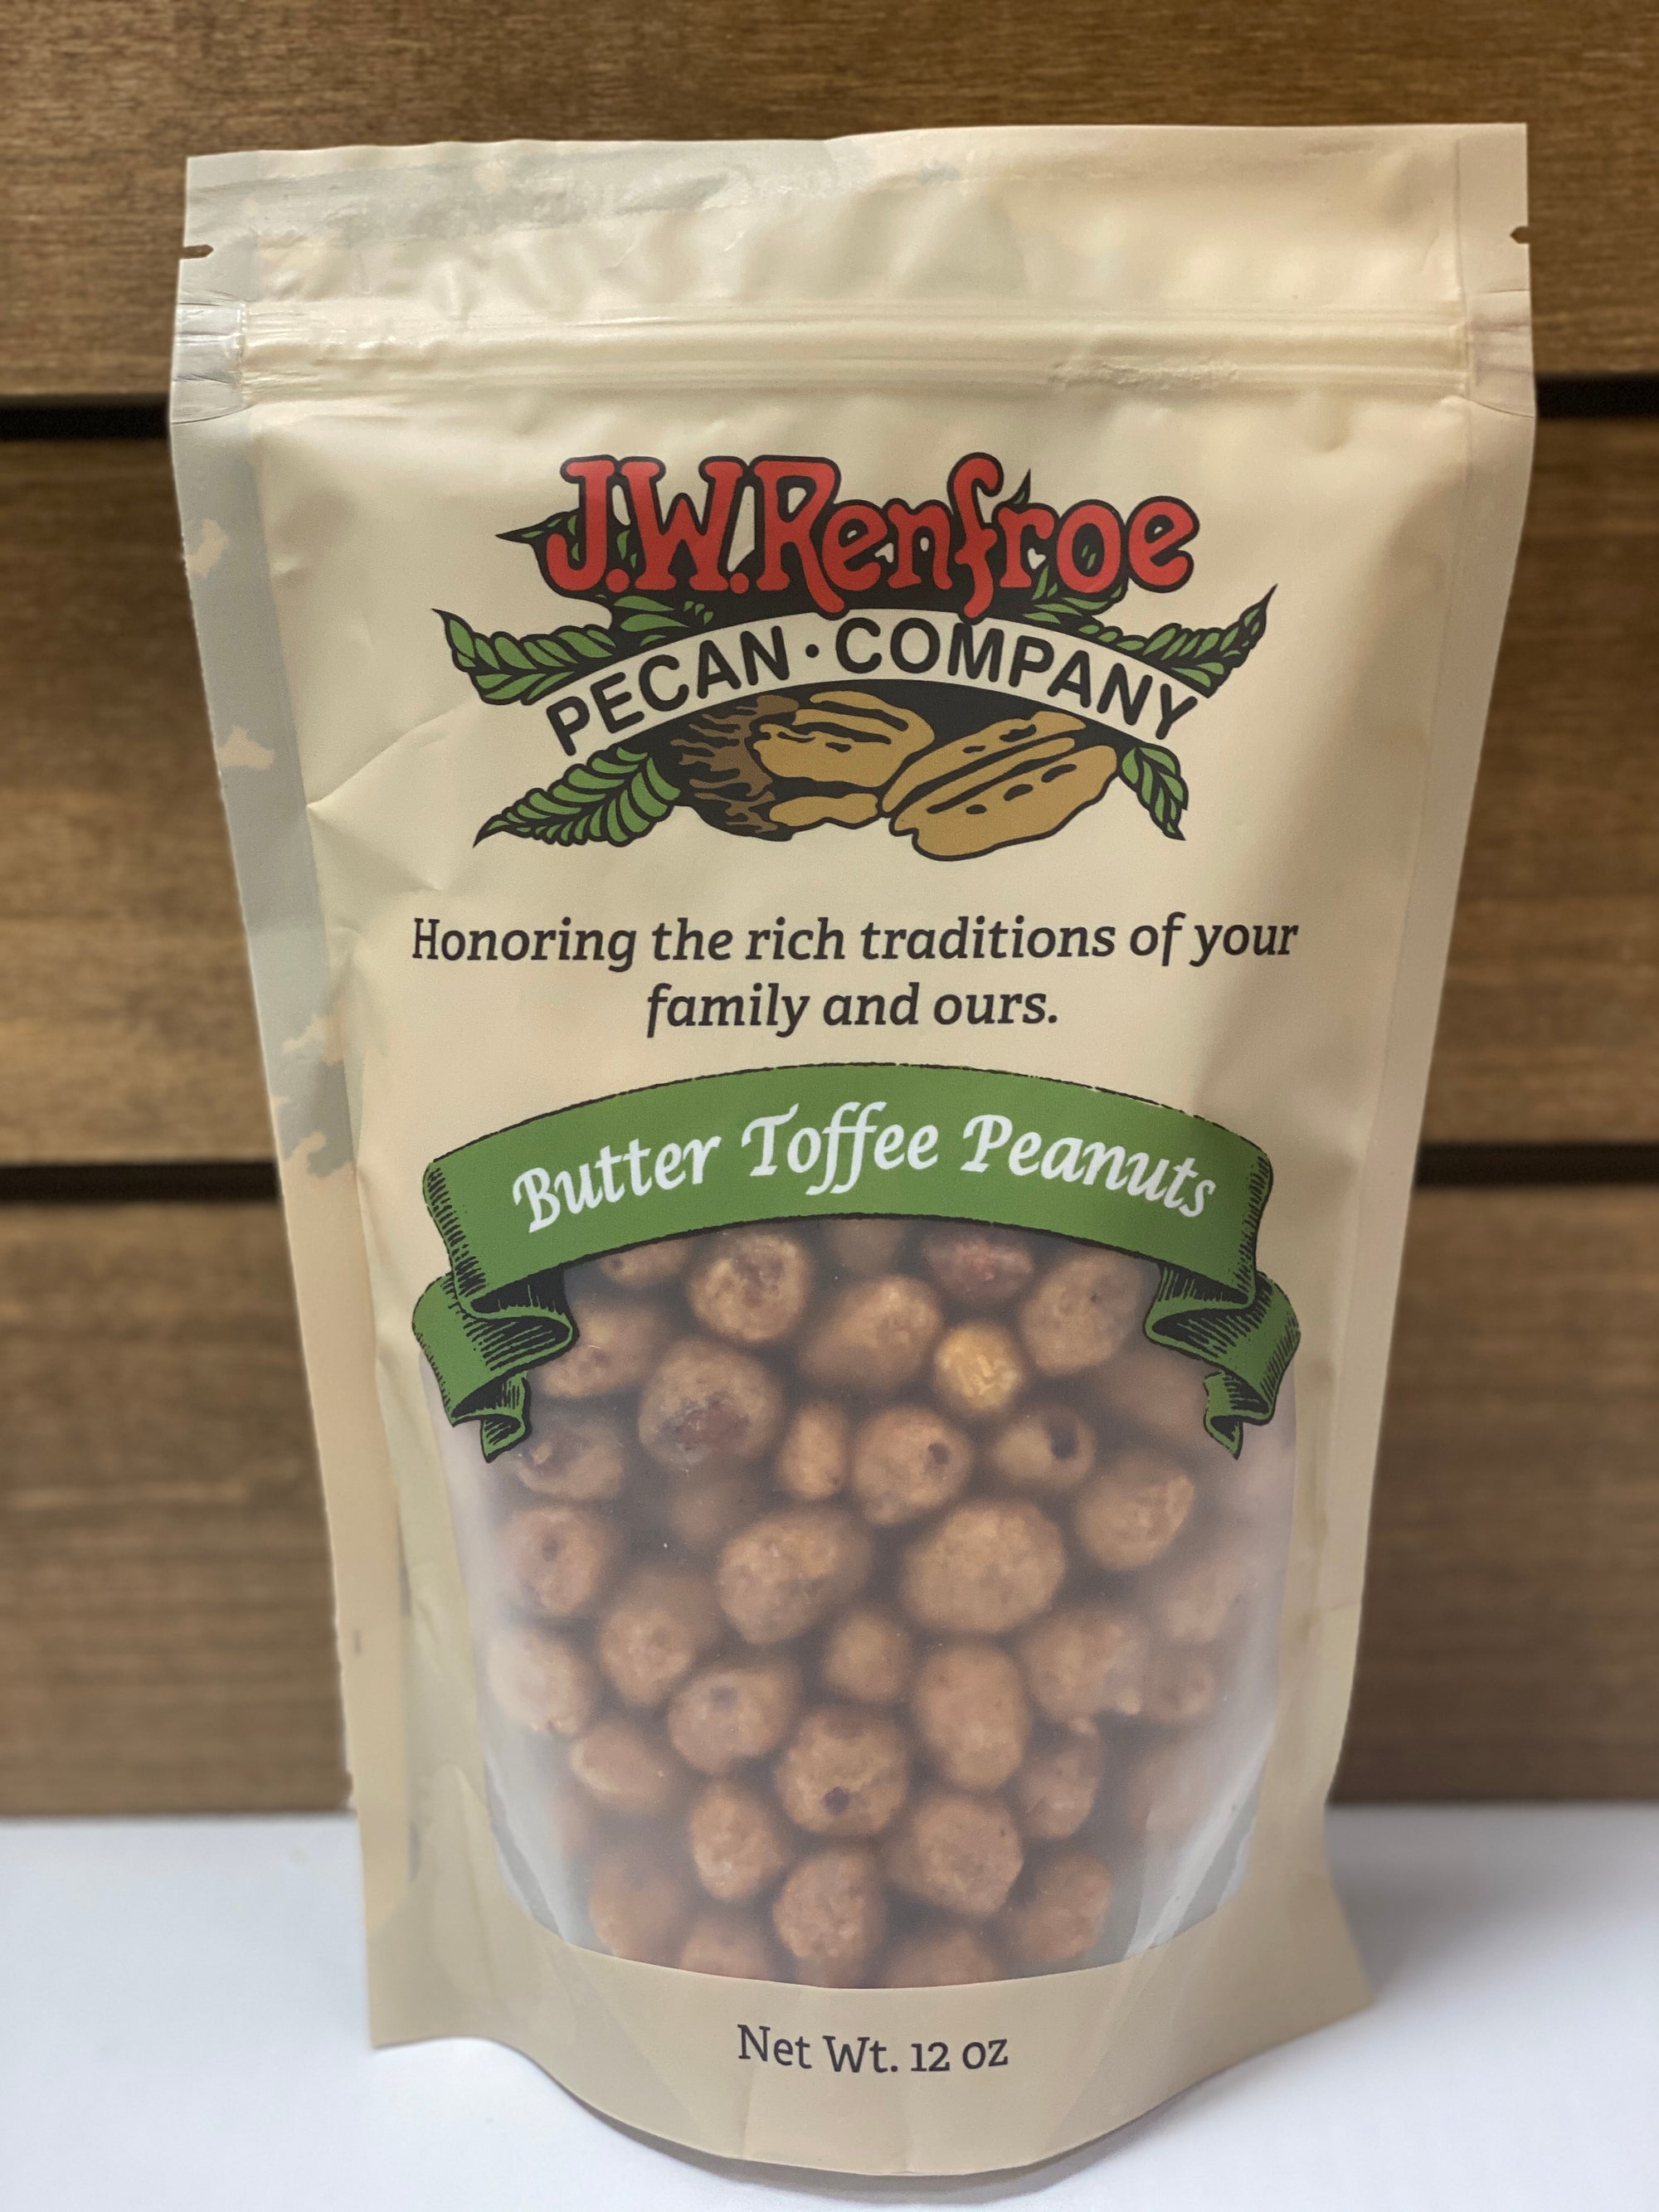 J.W. Renfroe
PECAN · COMPANY
Honoring the rich traditions of your
family and ours.
Butter Toffee Peanuts
Net Wt. 12 oz